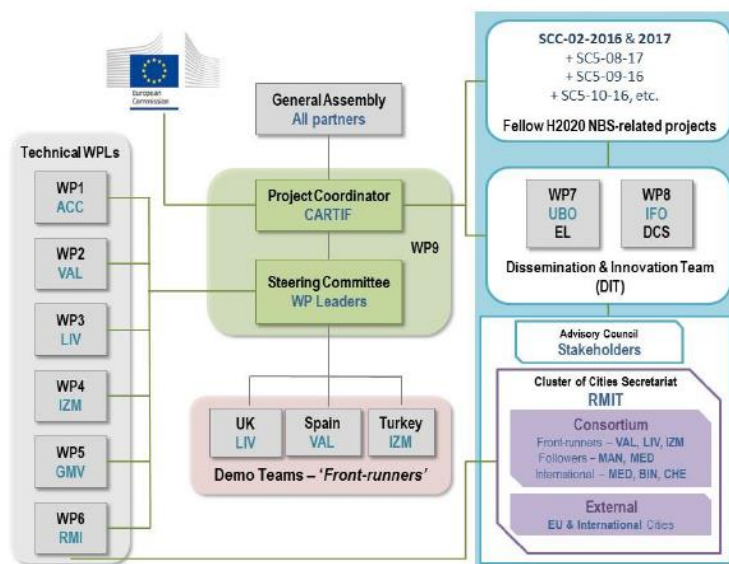 European
Commission
General Assembly
All partners
Technical WPLs
WP1
ACC
WP2
VAL
WP3
LIV
WP4
IZM
WP5
GMV
WP6
RMI
Project Coordinator
CARTIF
WP9
Steering Committee
WP Leaders
UK
LIV
Spain
VAL
Turkey
IZM
Demo Teams – ‘Front-runners’
SCC-02-2016 & 2017
+ SC5-08-17
+ SC5-09-16
+ SC5-10-16, etc.
Fellow H2020 NBS-related projects
WP7
UBO
EL
WP8
IFO
DCS
Dissemination & Innovation Team
(DIT)
Advisory Council
Stakeholders
Cluster of Cities Secretariat
RMIT
Consortium
Front-runners – VAL, LIV, IZM
Followers – MAN, MED
International – MED, BIN, CHE
External
EU & International Cities